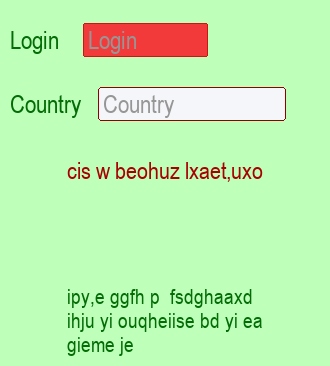 Login Login
Country Country
cis w beohuz lxaet,uxo
ipy,e ggfh p  fsdghaaxd
ihju yi ouqheiise bd yi ea
gieme je